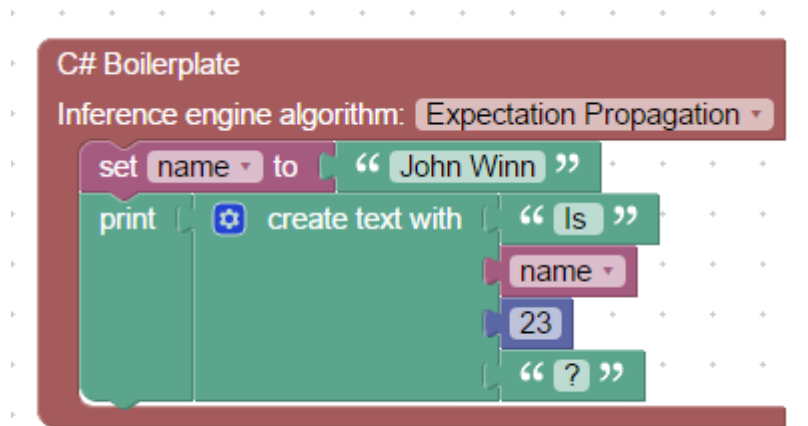 C# Boilerplate
Inference engine algorithm: Expectation Propagation
set name to “ John Winn ”
print create text with “ Is ”
name
23
“ ? ”